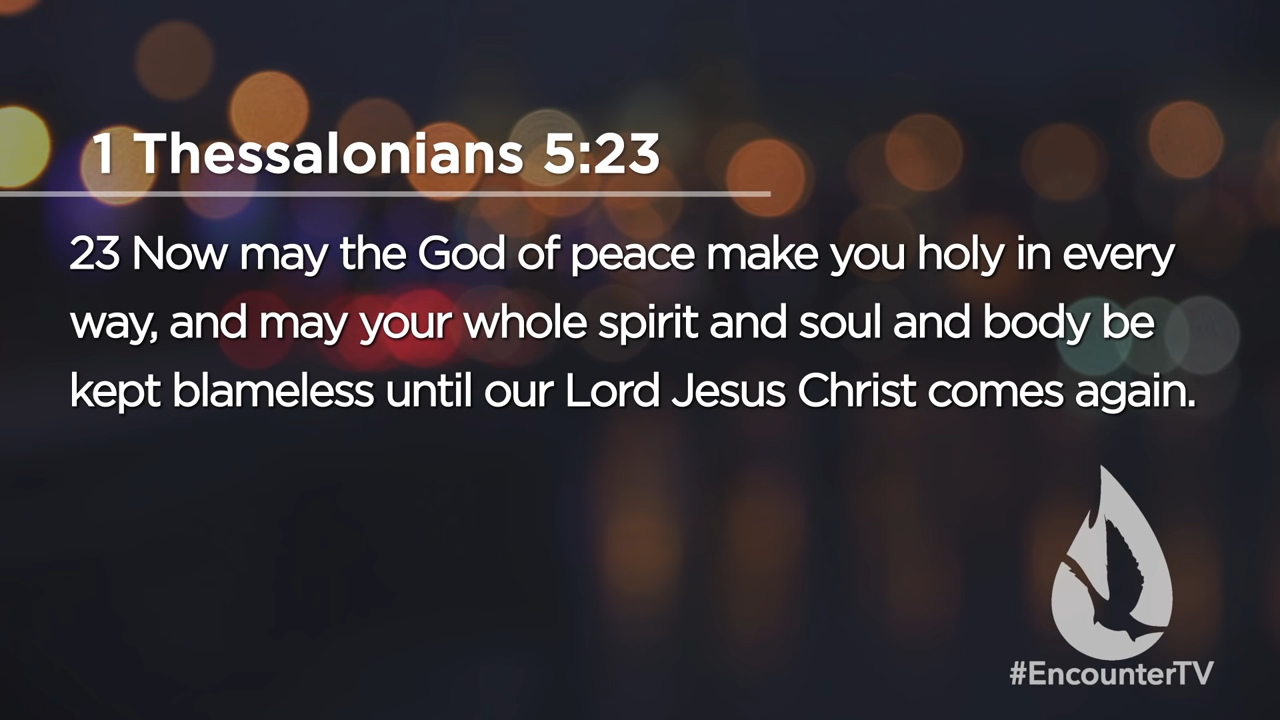 1 Thessalonians 5:23
23 Now may the God of peace make you holy in every
way, and may your whole spirit and soul and body be
kept blameless until our Lord Jesus Christ comes again.
#EncounterTV